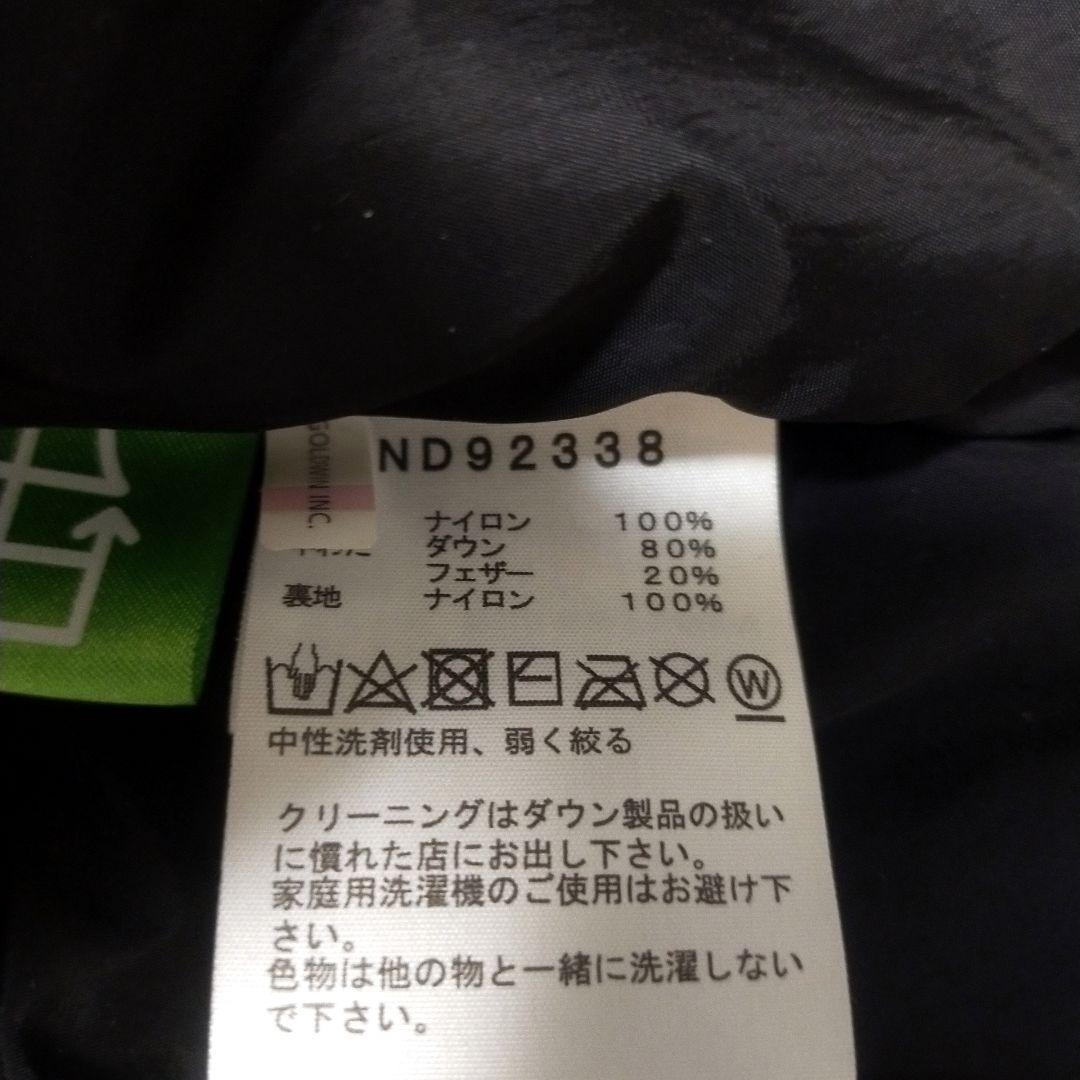 GOLDWIN INC.
ND92338
ナイロン 100%
ダウン 80%
フェザー 20%
裏地 ナイロン 100%
W
中性洗剤使用、弱く絞る
クリーニングはダウン製品の扱い
に慣れた店にお出し下さい。
家庭用洗濯機のご使用はお避け下
さい。
色物は他の物と一緒に洗濯しない
で下さい。